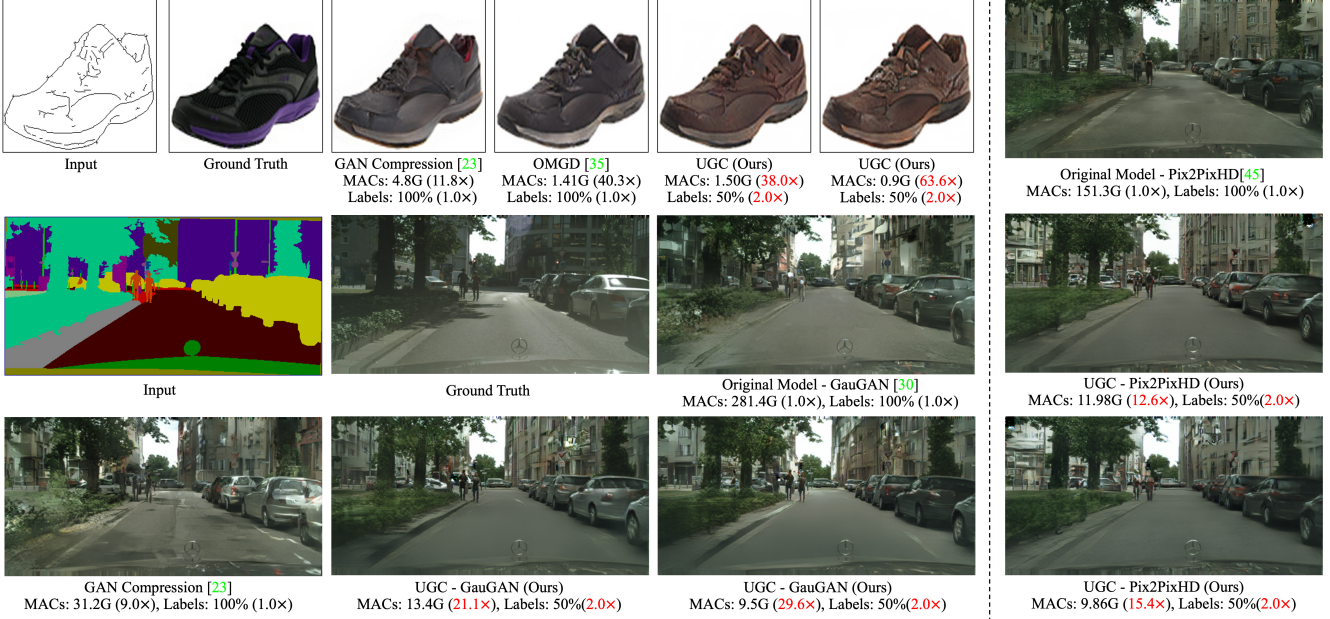 Input
Ground Truth
GAN Compression [23]
MACs: 4.8G (11.8×)
Labels: 100% (1.0×)
OMGD [35]
MACs: 1.41G (40.3×)
Labels: 100% (1.0×)
UGC (Ours)
MACs: 1.50G (38.0×)
Labels: 50% (2.0×)
UGC (Ours)
MACs: 0.9G (63.6×)
Labels: 50% (2.0×)
Original Model - Pix2PixHD[45]
MACs: 151.3G (1.0×), Labels: 100% (1.0×)
Input
Ground Truth
Original Model - GauGAN [30]
MACs: 281.4G (1.0×), Labels: 100% (1.0×)
UGC - Pix2PixHD (Ours)
MACs: 11.98G (12.6×), Labels: 50%(2.0×)
GAN Compression [23]
MACs: 31.2G (9.0×), Labels: 100% (1.0×)
UGC - GauGAN (Ours)
MACs: 13.4G (21.1×), Labels: 50%(2.0×)
UGC - GauGAN (Ours)
MACs: 9.5G (29.6×), Labels: 50%(2.0×)
UGC - Pix2PixHD (Ours)
MACs: 9.86G (15.4×), Labels: 50%(2.0×)